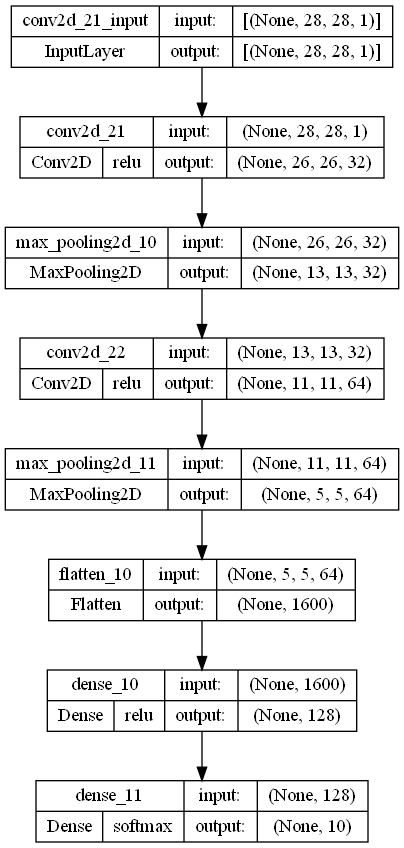 conv2d_21_input input: [(None, 28, 28, 1)]
InputLayer output: [(None, 28, 28, 1)]
conv2d_21 input: (None, 28, 28, 1)
Conv2D relu output: (None, 26, 26, 32)
max_pooling2d_10 input: (None, 26, 26, 32)
MaxPooling2D output: (None, 13, 13, 32)
conv2d_22 input: (None, 13, 13, 32)
Conv2D relu output: (None, 11, 11, 64)
max_pooling2d_11 input: (None, 11, 11, 64)
MaxPooling2D output: (None, 5, 5, 64)
flatten_10 input: (None, 5, 5, 64)
Flatten output: (None, 1600)
dense_10 input: (None, 1600)
Dense relu output: (None, 128)
dense_11 input: (None, 128)
Dense softmax output: (None, 10)